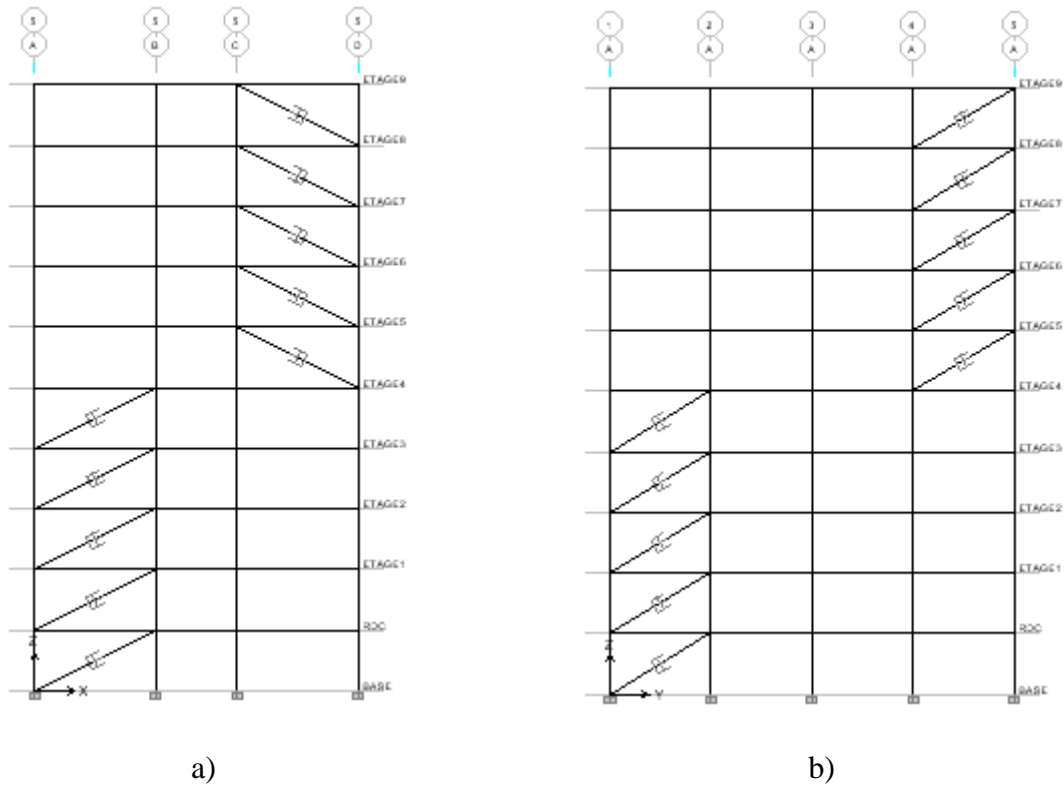 5 5 5 5
A B C D
ETAGE9
ETAGE8
ETAGE7
ETAGE6
ETAGE5
ETAGE4
ETAGE3
ETAGE2
ETAGE1
RDC
Z
X
BASE
1 2 3 4 5
A A A A A
ETAGE9
ETAGE8
ETAGE7
ETAGE6
ETAGE5
ETAGE4
ETAGE3
ETAGE2
ETAGE1
RDC
Z
Y
BASE
a) b)